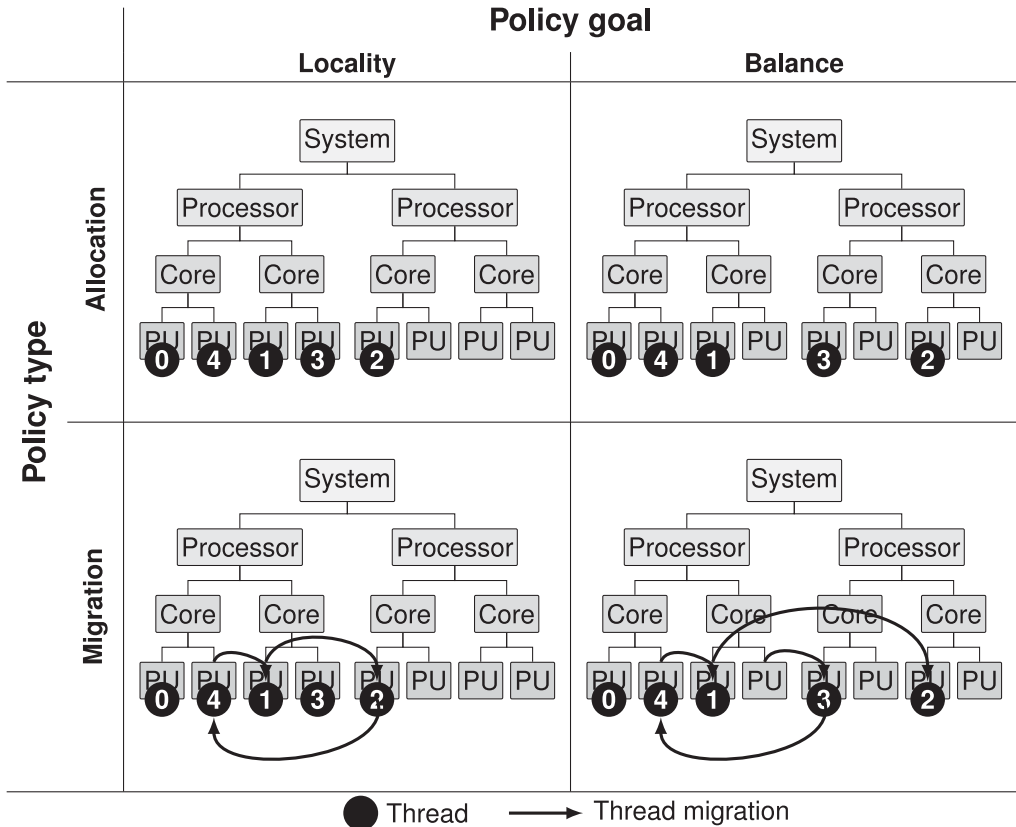 Policy goal
Locality Balance
Policy type
Allocation
System System
Processor Processor Processor Processor
Core Core Core Core Core Core Core Core
PU PU PU PU PU PU PU PU PU PU PU PU PU PU PU PU
0 4 1 3 2 0 4 1 3 2
Migration
System System
Processor Processor Processor Processor
Core Core Core Core Core Core Core Core
PU PU PU PU PU PU PU PU PU PU PU PU PU PU PU PU
0 4 1 3 2 0 4 1 3 2
Thread Thread migration